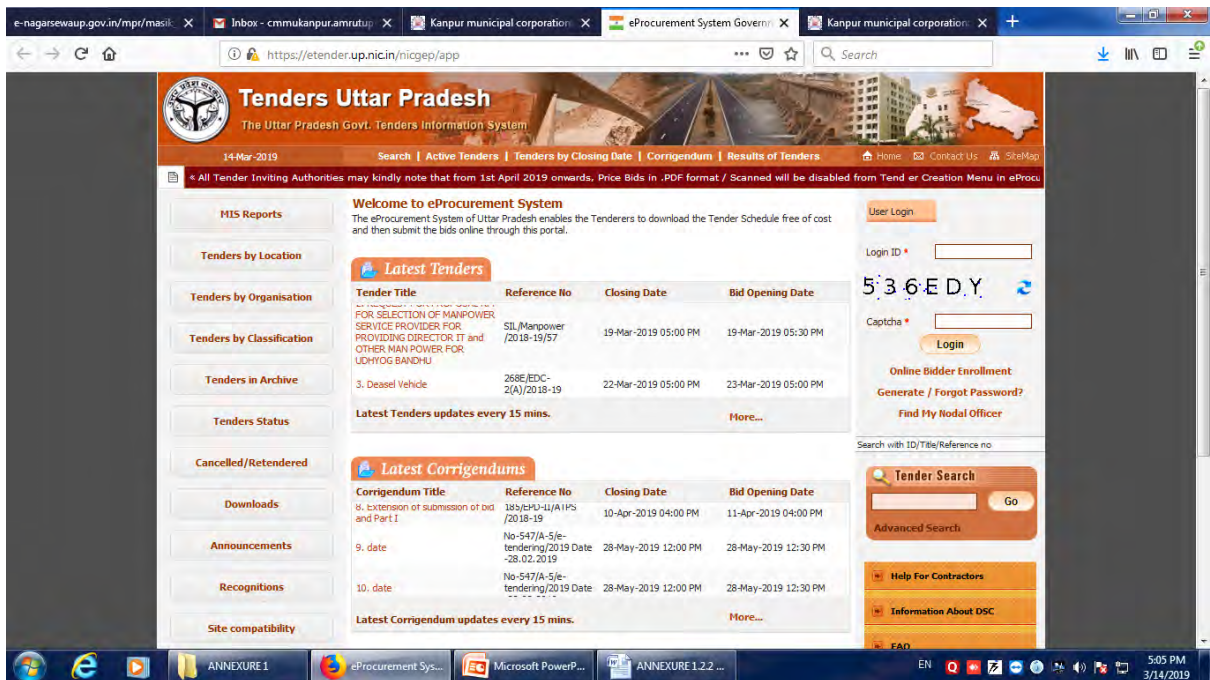 e-nagarsewaup.gov.in/mpr/masik
Inbox - cmmukanpur.amrutup
Kanpur municipal corporation
eProcurement System Governm
Kanpur municipal corporation
https://etender.up.nic.in/nicgep/app
Search
Tenders Uttar Pradesh
The Uttar Pradesh Govt. Tenders Information System
14-Mar-2019
Search | Active Tenders | Tenders by Closing Date | Corrigendum | Results of Tenders
Home
Contact Us
SiteMap
« All Tender Inviting Authorities may kindly note that from 1st April 2019 onwards, Price Bids in .PDF format / Scanned will be disabled from Tend er Creation Menu in eProcu
MIS Reports
Tenders by Location
Tenders by Organisation
Tenders by Classification
Tenders in Archive
Tenders Status
Cancelled/Retendered
Downloads
Announcements
Recognitions
Site compatibility
Welcome to eProcurement System
The eProcurement System of Uttar Pradesh enables the Tenderers to download the Tender Schedule free of cost
and then submit the bids online through this portal.
Latest Tenders
Tender Title Reference No Closing Date Bid Opening Date
FOR SELECTION OF MANPOWER
SERVICE PROVIDER FOR
PROVIDING DIRECTOR IT and
OTHER MAN POWER FOR
UDHYOG BANDHU
SIL/Manpower
/2018-19/57
19-Mar-2019 05:00 PM 19-Mar-2019 05:30 PM
3. Deasel Vehicle
268E/EDC-
2(A)/2018-19
22-Mar-2019 05:00 PM 23-Mar-2019 05:00 PM
Latest Tenders updates every 15 mins.
More...
Latest Corrigendums
Corrigendum Title Reference No Closing Date Bid Opening Date
8. Extension of submission of bid
and Part I
185/EPD-II/ATPS
/2018-19
10-Apr-2019 04:00 PM 11-Apr-2019 04:00 PM
9. date
No-547/A-5/e-
tendering/2019 Date
-28.02.2019
28-May-2019 12:00 PM 28-May-2019 12:30 PM
10. date
No-547/A-5/e-
tendering/2019 Date
28-May-2019 12:00 PM 28-May-2019 12:30 PM
Latest Corrigendum updates every 15 mins.
More...
User Login
Login ID *
536EDY
Captcha *
Login
Online Bidder Enrollment
Generate / Forgot Password?
Find My Nodal Officer
Search with ID/Title/Reference no
Tender Search
Go
Advanced Search
Help For Contractors
Information About DSC
FAQ
ANNEXURE 1
eProcurement Sys...
Microsoft PowerP...
ANNEXURE 1.2.2 ...
EN
5:05 PM
3/14/2019